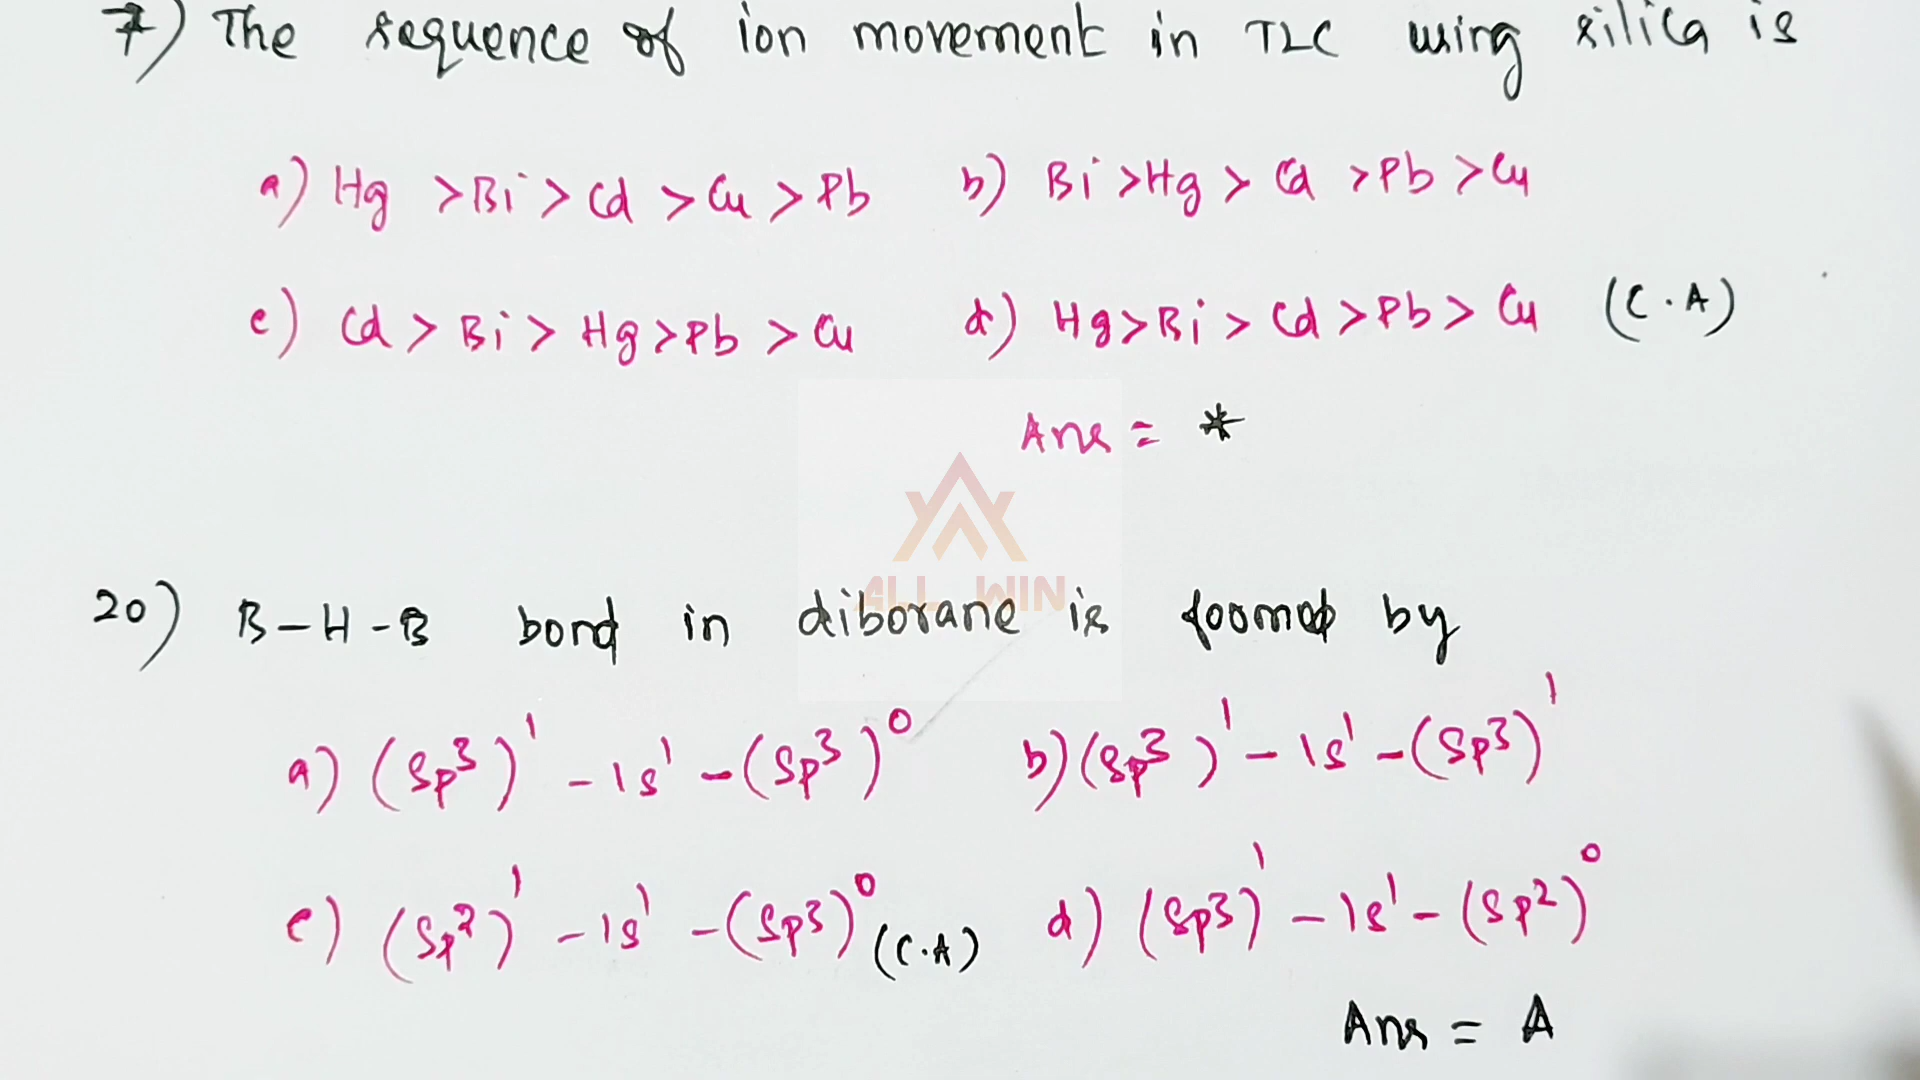 7) The sequence of ion movement in TLC using silica is
a) Hg > Bi > Cd > Cu > Pb b) Bi > Hg > Cd > Pb > Cu
c) Cd > Bi > Hg > Pb > Cu d) Hg > Bi > Cd > Pb > Cu (C.A)
Ans = *
ALL WIN
20) B-H-B bond in diborane is formed by
a) (Sp³)¹ - 1s¹ - (Sp³)⁰ b) (Sp³)¹ - 1s¹ - (Sp³)¹
c) (Sp²)¹ - 1s¹ - (Sp³)⁰ (C.A) d) (Sp³)¹ - 1s¹ - (Sp²)⁰
Ans = A